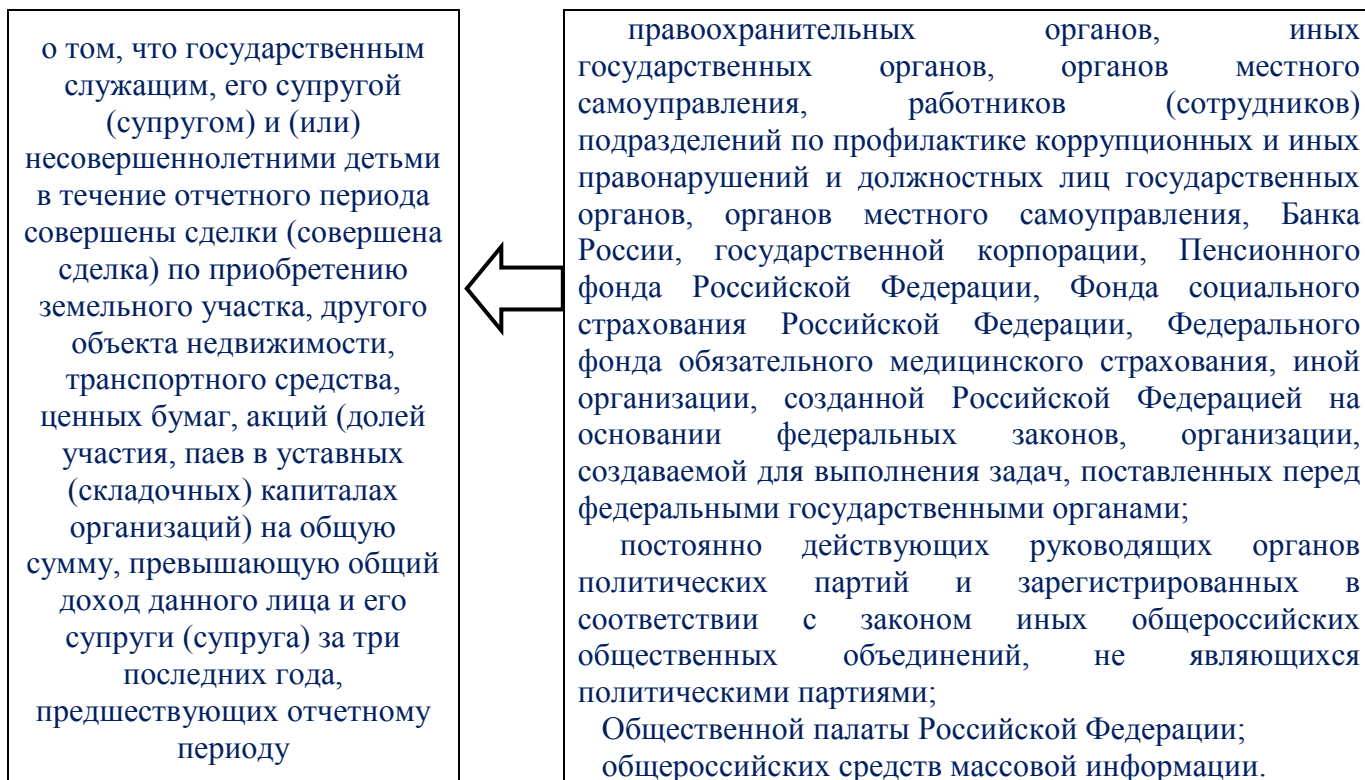 о том, что государственным
служащим, его супругой
(супругом) и (или)
несовершеннолетними детьми
в течение отчетного периода
совершены сделки (совершена
сделка) по приобретению
земельного участка, другого
объекта недвижимости,
транспортного средства,
ценных бумаг, акций (долей
участия, паев в уставных
(складочных) капиталах
организаций) на общую
сумму, превышающую общий
доход данного лица и его
супруги (супруга) за три
последних года,
предшествующих отчетному
периоду
правоохранительных органов, иных
государственных органов, органов местного
самоуправления, работников (сотрудников)
подразделений по профилактике коррупционных и иных
правонарушений и должностных лиц государственных
органов, органов местного самоуправления, Банка
России, государственной корпорации, Пенсионного
фонда Российской Федерации, Фонда социального
страхования Российской Федерации, Федерального
фонда обязательного медицинского страхования, иной
организации, созданной Российской Федерацией на
основании федеральных законов, организации,
создаваемой для выполнения задач, поставленных перед
федеральными государственными органами;
постоянно действующих руководящих органов
политических партий и зарегистрированных в
соответствии с законом иных общероссийских
общественных объединений, не являющихся
политическими партиями;
Общественной палаты Российской Федерации;
общероссийских средств массовой информации.